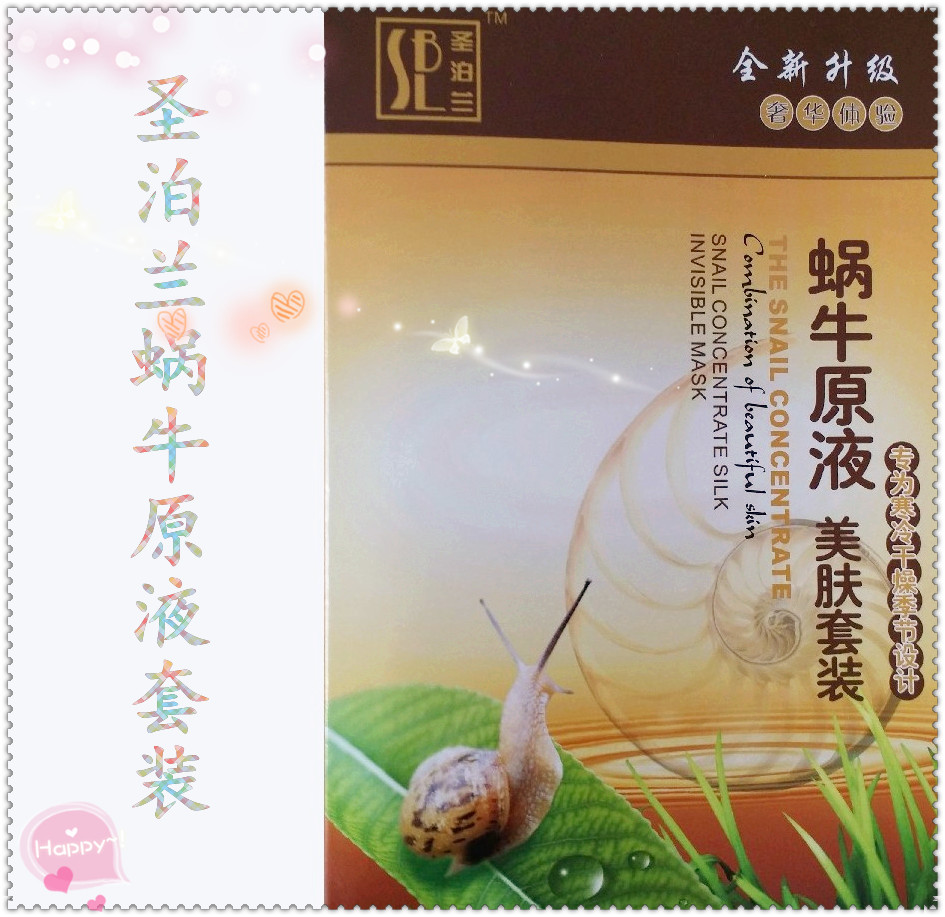 圣泊兰蜗牛原液套装
Happy~!
SBL
圣泊兰
TM
全新升级
奢华体验
蜗牛原液 美肤套装
专为寒冷干燥季节设计
THE SNAIL CONCENTRATE
Combination of beautiful skin
SNAIL CONCENTRATE SILK
INVISIBLE MASK